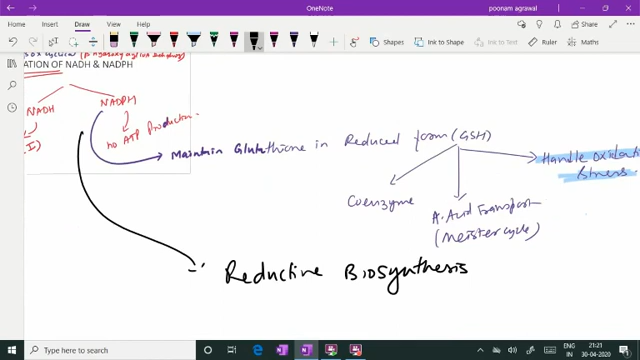 OneNote
poonam agrawal
Home Insert Draw View Help
Shapes Ink to Shape Ink to Text Ruler Maths
ATION OF NADH & NADPH
NADH
NADPH
no ATP Production
I)
Maintain Glutathione in Reduced form (GSH)
Handle Oxidati
Stress
Coenzyme
A. Acid Transport
(Meister cycle)
Reductive Biosynthesis
Type here to search
ENG
IN
21:21
30-04-2020